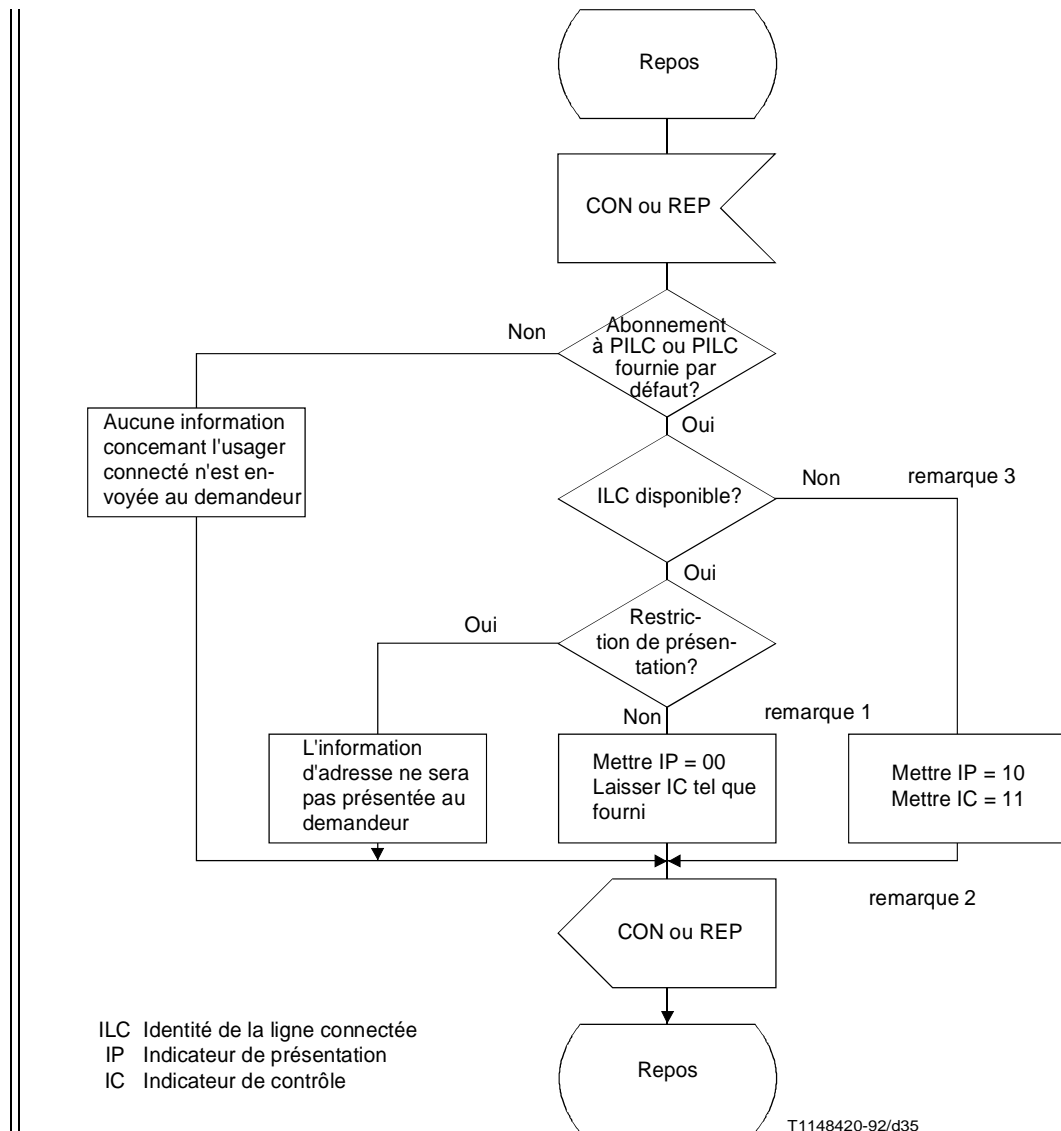 Repos
CON ou REP
Abonnement
à PILC ou PILC
fournie par
défaut?
Non
Oui
Aucune information
concemant l'usager
connecté n'est en-
voyée au demandeur
ILC disponible?
Non
remarque 3
Oui
Restric-
tion de présen-
tation?
Oui
Non
remarque 1
L'information
d'adresse ne sera
pas présentée au
demandeur
Mettre IP = 00
Laisser IC tel que
fourni
Mettre IP = 10
Mettre IC = 11
remarque 2
CON ou REP
ILC Identité de la ligne connectée
IP Indicateur de présentation
IC Indicateur de contrôle
Repos
T1148420-92/d35